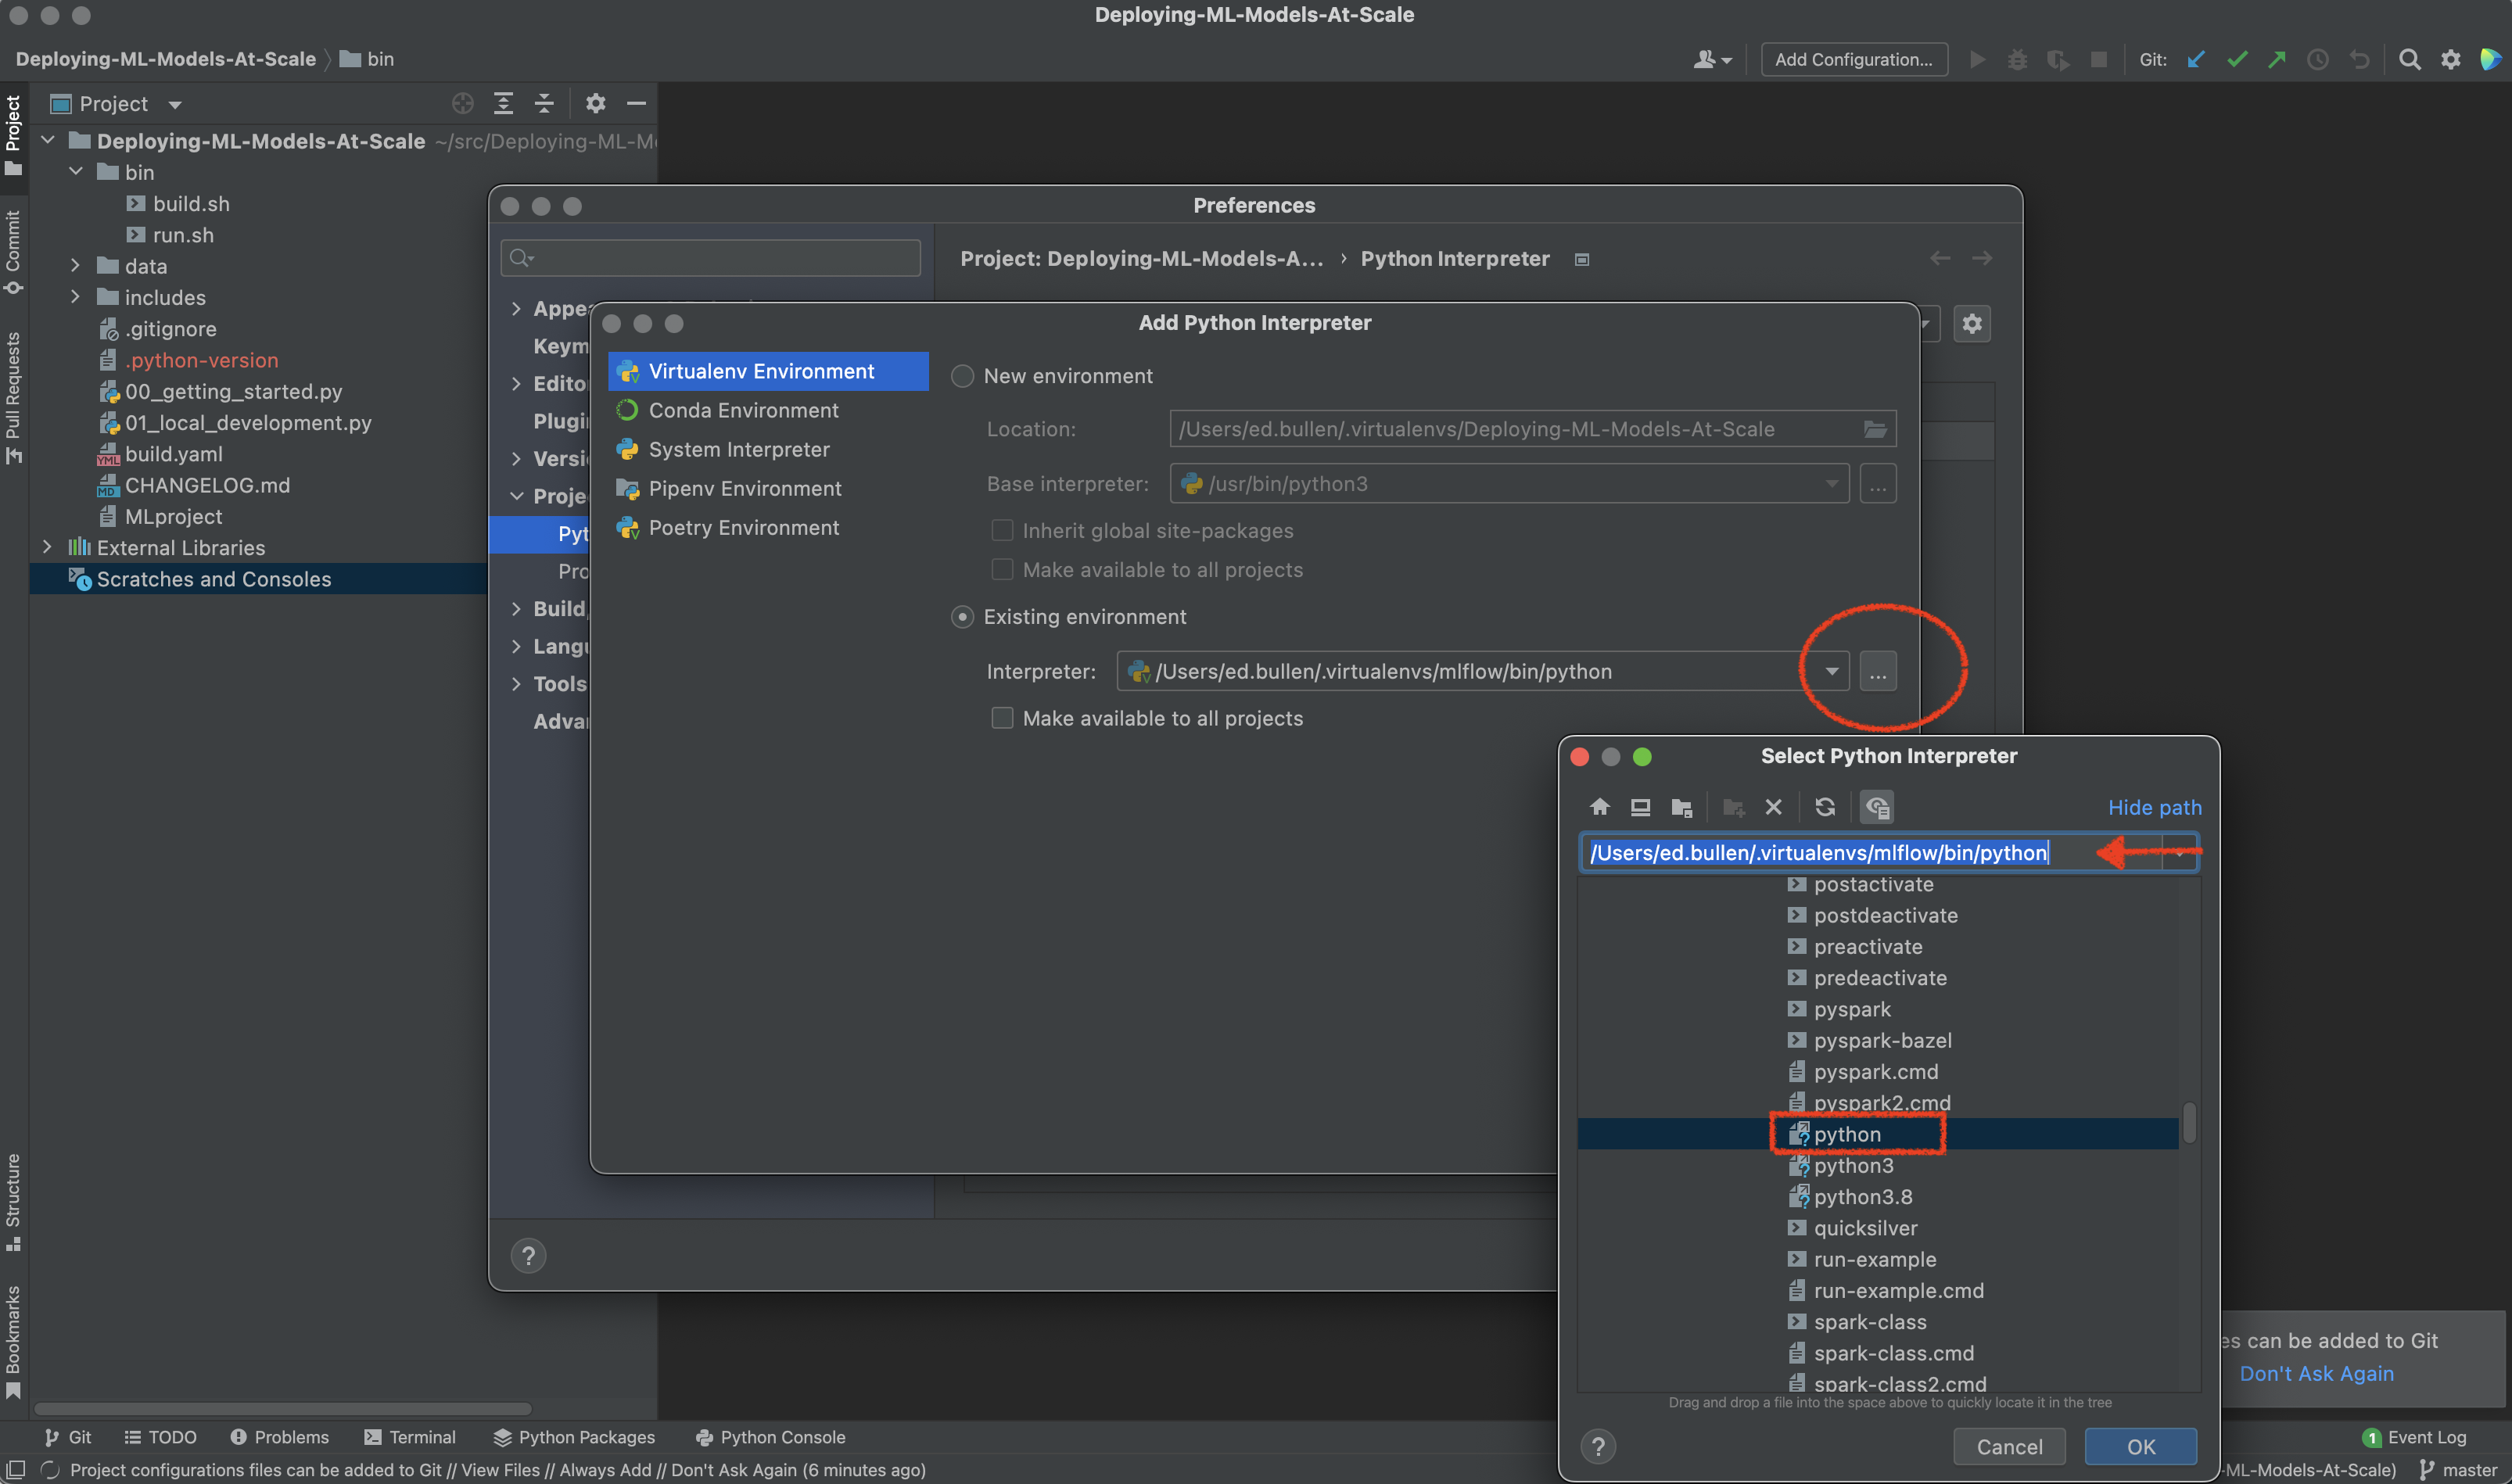 Deploying-ML-Models-At-Scale
Deploying-ML-Models-At-Scale
bin
Add Configuration...
Git:
Project
Commit
Pull Requests
Structure
Bookmarks
Project
Deploying-ML-Models-At-Scale ~/src/Deploying-ML-M
bin
build.sh
run.sh
data
includes
.gitignore
.python-version
00_getting_started.py
01_local_development.py
build.yaml
CHANGELOG.md
MLproject
External Libraries
Scratches and Consoles
Preferences
Project: Deploying-ML-Models-A... › Python Interpreter
Appea
Keym
Edito
Plugi
Versi
Proje
Pyt
Pro
Build,
Langu
Tools
Advan
Add Python Interpreter
Virtualenv Environment
Conda Environment
System Interpreter
Pipenv Environment
Poetry Environment
New environment
Location: /Users/ed.bullen/.virtualenvs/Deploying-ML-Models-At-Scale
Base interpreter: /usr/bin/python3 ...
Inherit global site-packages
Make available to all projects
Existing environment
Interpreter: /Users/ed.bullen/.virtualenvs/mlflow/bin/python ...
Make available to all projects
?
Select Python Interpreter
Hide path
/Users/ed.bullen/.virtualenvs/mlflow/bin/python
postactivate
postdeactivate
preactivate
predeactivate
pyspark
pyspark-bazel
pyspark.cmd
pyspark2.cmd
python
python3
python3.8
quicksilver
run-example
run-example.cmd
spark-class
spark-class.cmd
spark-class2.cmd
Drag and drop a file into the space above to quickly locate it in the tree
? Cancel OK
es can be added to Git
Don't Ask Again
Git TODO Problems Terminal Python Packages Python Console
1 Event Log
Project configurations files can be added to Git // View Files // Always Add // Don't Ask Again (6 minutes ago)
-ML-Models-At-Scale) master